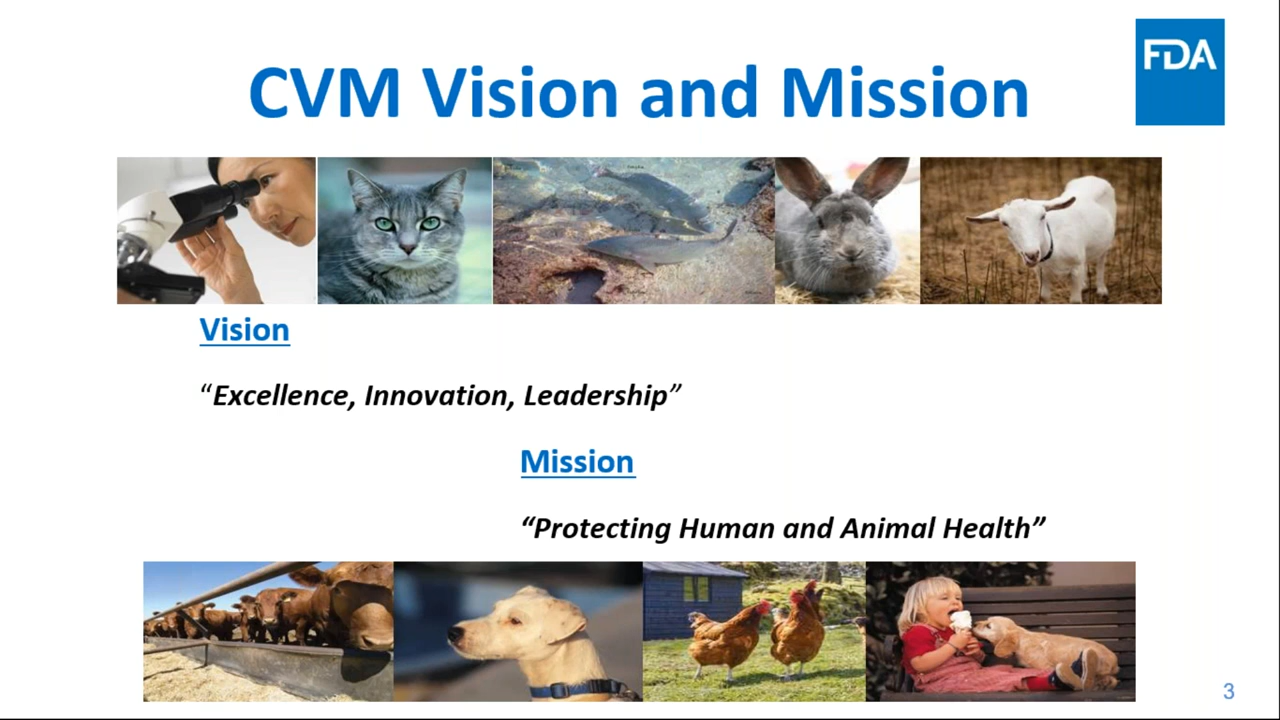 FDA
CVM Vision and Mission
Vision
“Excellence, Innovation, Leadership”
Mission
“Protecting Human and Animal Health”
3